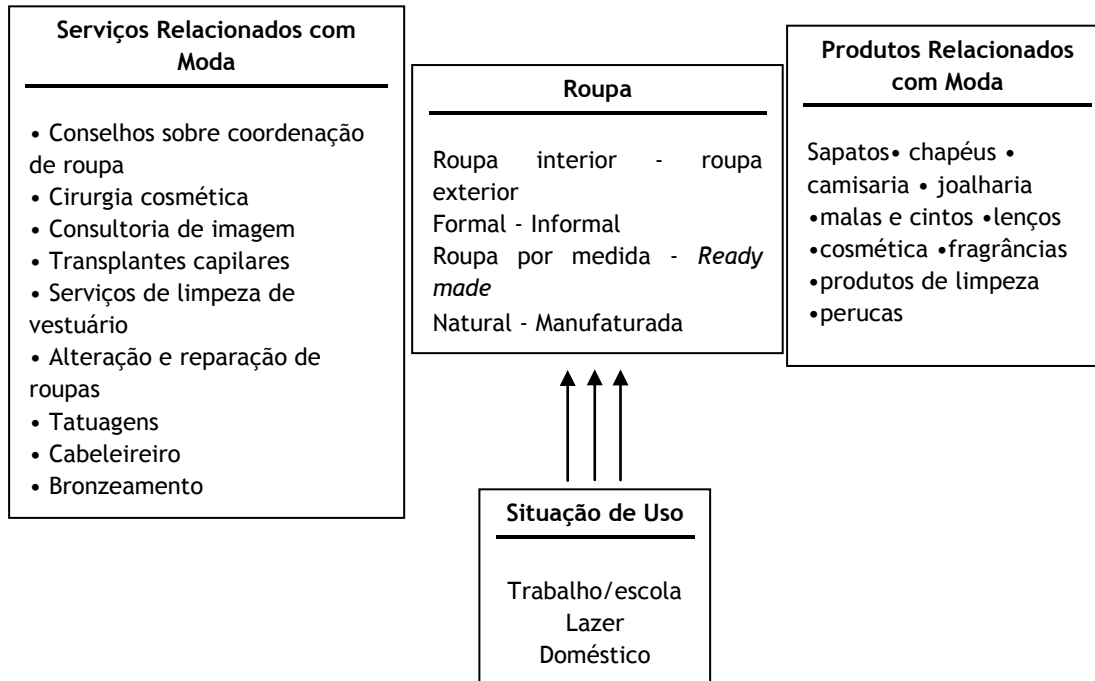 Serviços Relacionados com
Moda
• Conselhos sobre coordenação
de roupa
• Cirurgia cosmética
• Consultoria de imagem
• Transplantes capilares
• Serviços de limpeza de
vestuário
• Alteração e reparação de
roupas
• Tatuagens
• Cabeleireiro
• Bronzeamento
Roupa
Roupa interior - roupa
exterior
Formal - Informal
Roupa por medida - Ready
made
Natural - Manufaturada
Produtos Relacionados
com Moda
Sapatos• chapéus •
camisaria • joalharia
•malas e cintos •lenços
•cosmética •fragrâncias
•produtos de limpeza
•perucas
Situação de Uso
Trabalho/escola
Lazer
Doméstico